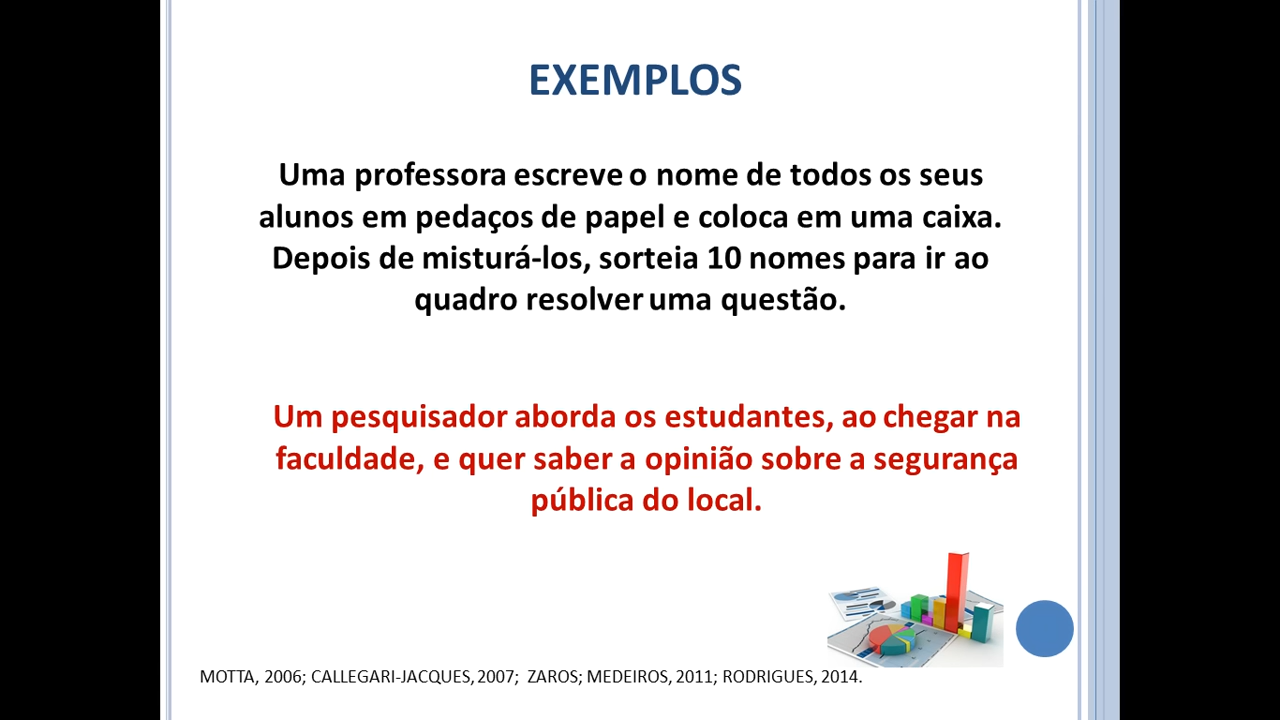 EXEMPLOS
Uma professora escreve o nome de todos os seus
alunos em pedaços de papel e coloca em uma caixa.
Depois de misturá-los, sorteia 10 nomes para ir ao
quadro resolver uma questão.
Um pesquisador aborda os estudantes, ao chegar na
faculdade, e quer saber a opinião sobre a segurança
pública do local.
MOTTA, 2006; CALLEGARI-JACQUES, 2007; ZAROS; MEDEIROS, 2011; RODRIGUES, 2014.